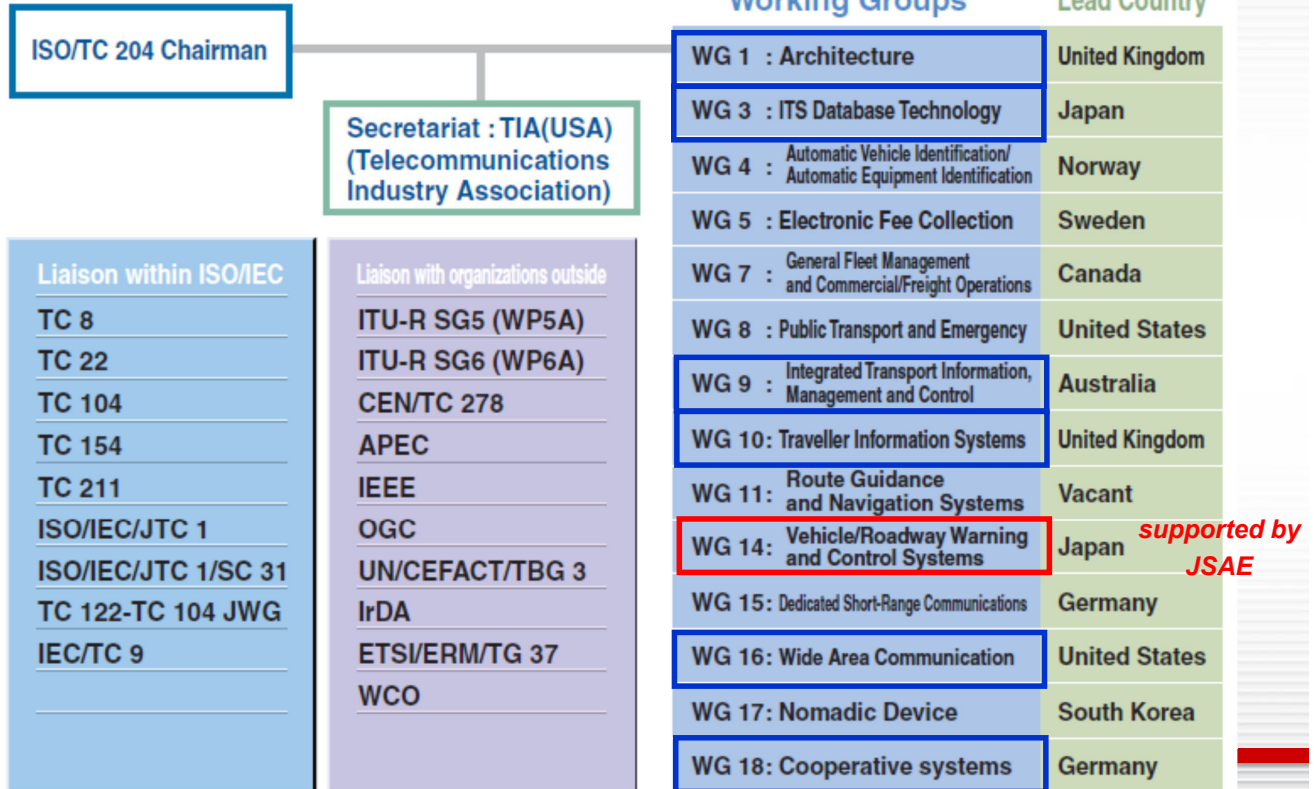 Working Groups
Lead Country
ISO/TC 204 Chairman
Secretariat : TIA(USA)
(Telecommunications
Industry Association)
WG 1 : Architecture
United Kingdom
WG 3 : ITS Database Technology
Japan
WG 4 : Automatic Vehicle Identification/
Automatic Equipment Identification
Norway
WG 5 : Electronic Fee Collection
Sweden
WG 7 : General Fleet Management
and Commercial/Freight Operations
Canada
WG 8 : Public Transport and Emergency
United States
WG 9 : Integrated Transport Information,
Management and Control
Australia
WG 10: Traveller Information Systems
United Kingdom
WG 11: Route Guidance
and Navigation Systems
Vacant
WG 14: Vehicle/Roadway Warning
and Control Systems
Japan
supported by
JSAE
WG 15: Dedicated Short-Range Communications
Germany
WG 16: Wide Area Communication
United States
WG 17: Nomadic Device
South Korea
WG 18: Cooperative systems
Germany
Liaison within ISO/IEC
TC 8
TC 22
TC 104
TC 154
TC 211
ISO/IEC/JTC 1
ISO/IEC/JTC 1/SC 31
TC 122-TC 104 JWG
IEC/TC 9
Liaison with organizations outside
ITU-R SG5 (WP5A)
ITU-R SG6 (WP6A)
CEN/TC 278
APEC
IEEE
OGC
UN/CEFACT/TBG 3
IrDA
ETSI/ERM/TG 37
WCO